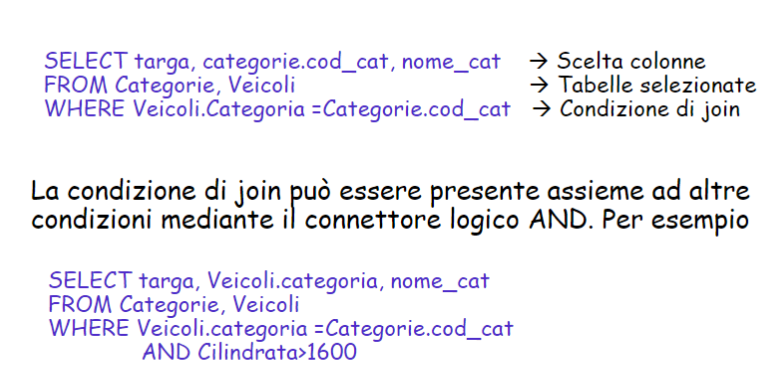 SELECT targa, categorie.cod_cat, nome_cat → Scelta colonne
FROM Categorie, Veicoli → Tabelle selezionate
WHERE Veicoli.Categoria =Categorie.cod_cat → Condizione di join
La condizione di join può essere presente assieme ad altre
condizioni mediante il connettore logico AND. Per esempio
SELECT targa, Veicoli.categoria, nome_cat
FROM Categorie, Veicoli
WHERE Veicoli.categoria =Categorie.cod_cat
AND Cilindrata>1600